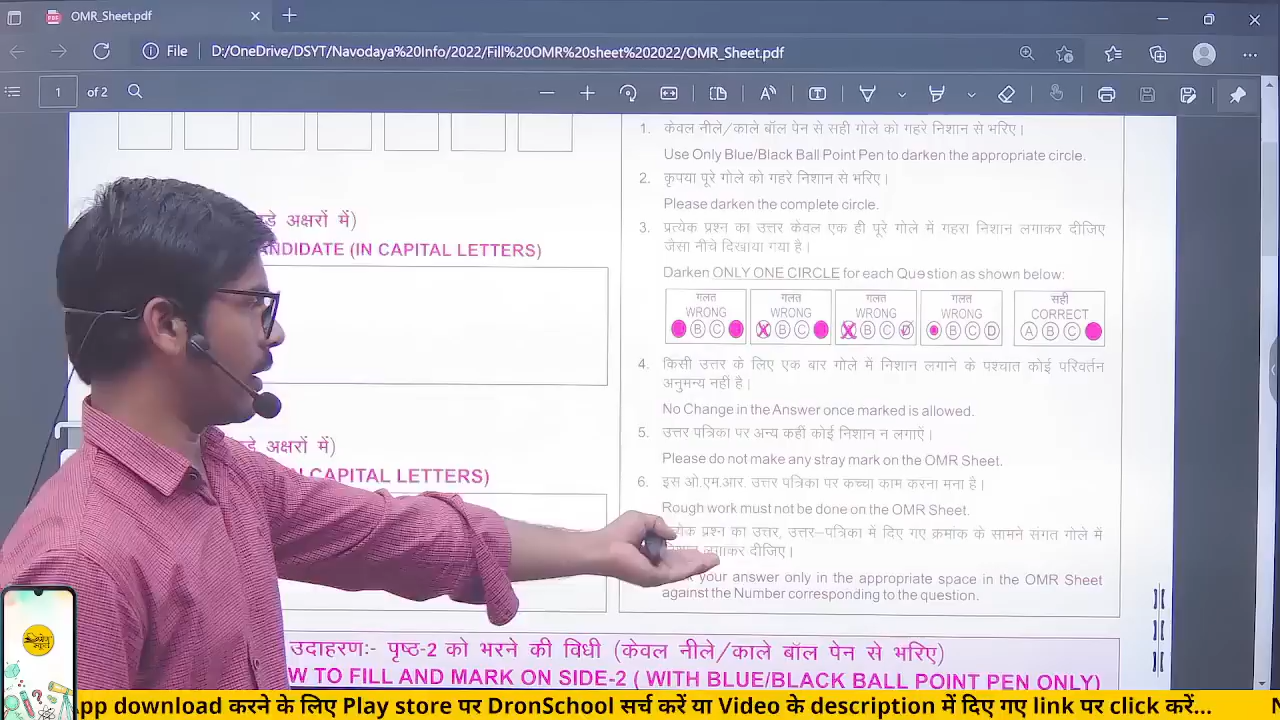 OMR_Sheet.pdf
File D:/OneDrive/DSYT/Navodaya%20Info/2022/Fill%20OMR%20sheet%202022/OMR_Sheet.pdf
1 of 2
ड़े अक्षरों में)
ANDIDATE (IN CAPITAL LETTERS)
ड़े अक्षरों में)
N CAPITAL LETTERS)
1. केवल नीले/काले बॉल पेन से सही गोले को गहरे निशान से भरिए।
Use Only Blue/Black Ball Point Pen to darken the appropriate circle.
2. कृपया पूरे गोले को गहरे निशान से भरिए।
Please darken the complete circle.
3. प्रत्येक प्रश्न का उत्तर केवल एक ही पूरे गोले में गहरा निशान लगाकर दीजिए
जैसा नीचे दिखाया गया है।
Darken ONLY ONE CIRCLE for each Question as shown below:
गलत गलत गलत गलत सही
WRONG WRONG WRONG WRONG CORRECT
B C B C B C D B C D A B C
4. किसी उत्तर के लिए एक बार गोले में निशान लगाने के पश्चात कोई परिवर्तन
अनुमन्य नहीं है।
No Change in the Answer once marked is allowed.
5. उत्तर पत्रिका पर अन्य कहीं कोई निशान न लगाऐं।
Please do not make any stray mark on the OMR Sheet.
6. इस ओ.एम.आर. उत्तर पत्रिका पर कच्चा काम करना मना है।
Rough work must not be done on the OMR Sheet.
प्रश्न का उत्तर, उत्तर–पत्रिका में दिए गए क्रमांक के सामने संगत गोले में
लगाकर दीजिए।
your answer only in the appropriate space in the OMR Sheet
against the Number corresponding to the question.
उदाहरण:- पृष्ठ-2 को भरने की विधी (केवल नीले/काले बॉल पेन से भरिए)
W TO FILL AND MARK ON SIDE-2 ( WITH BLUE/BLACK BALL POINT PEN ONLY)
pp download करने के लिए Play store पर DronSchool सर्च करें या Video के description में दिए गए link पर click करें... N